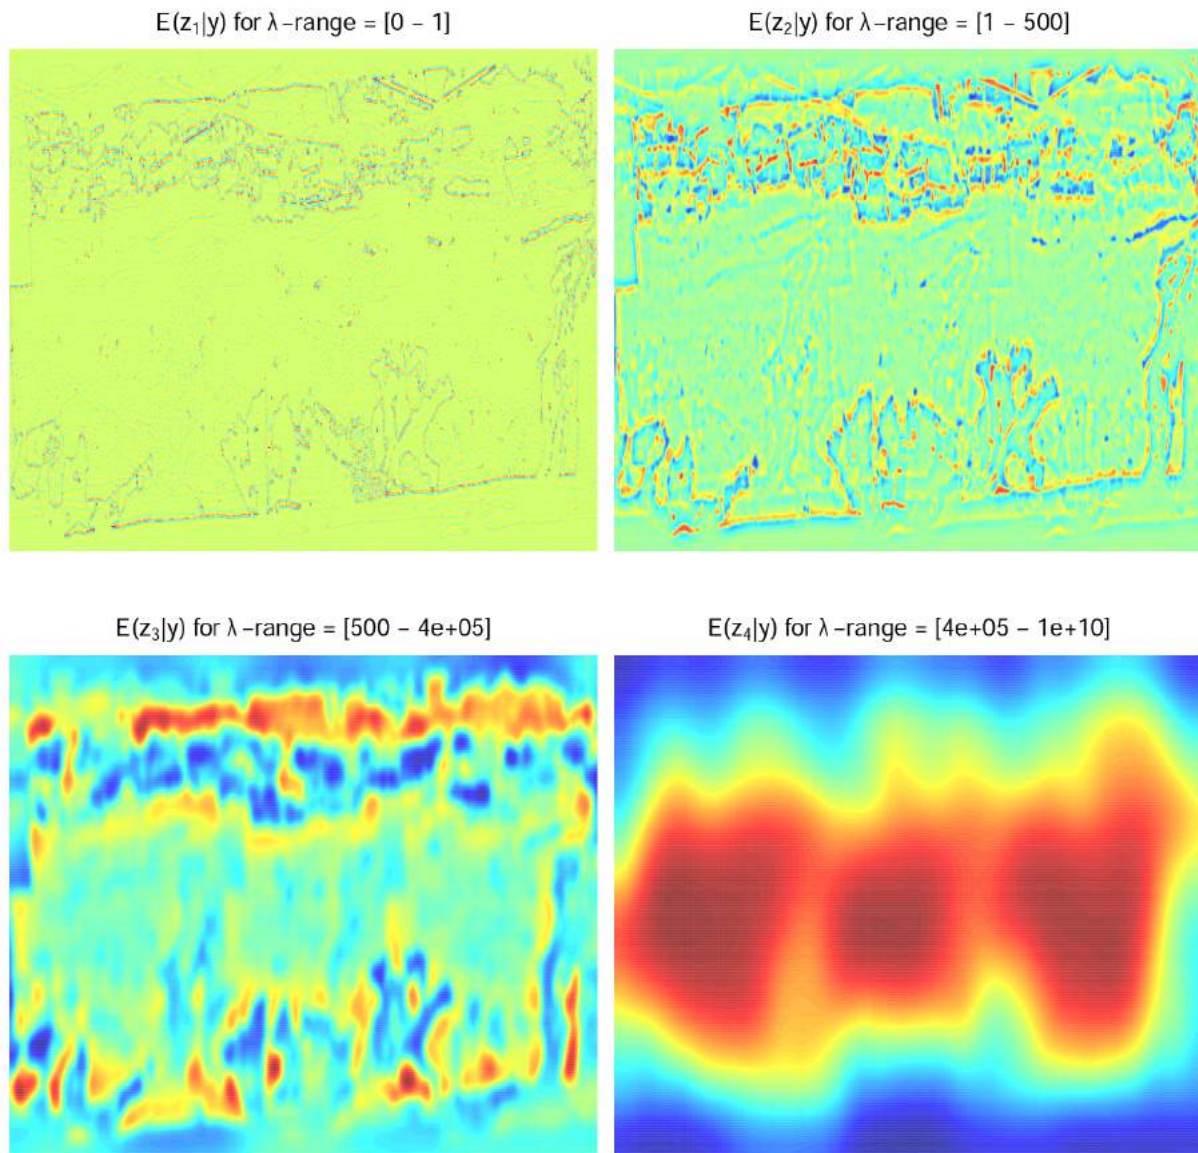 E(z₁|y) for λ−range = [0 − 1]
E(z₂|y) for λ−range = [1 − 500]
E(z₃|y) for λ−range = [500 − 4e+05]
E(z₄|y) for λ−range = [4e+05 − 1e+10]